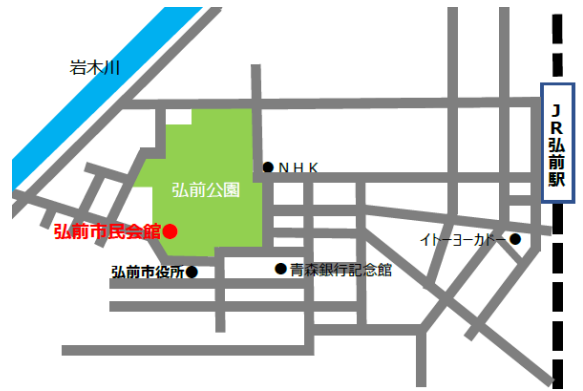 岩木川
JR弘前駅
NHK
弘前公園
弘前市民会館
イトーヨーカドー
弘前市役所
青森銀行記念館